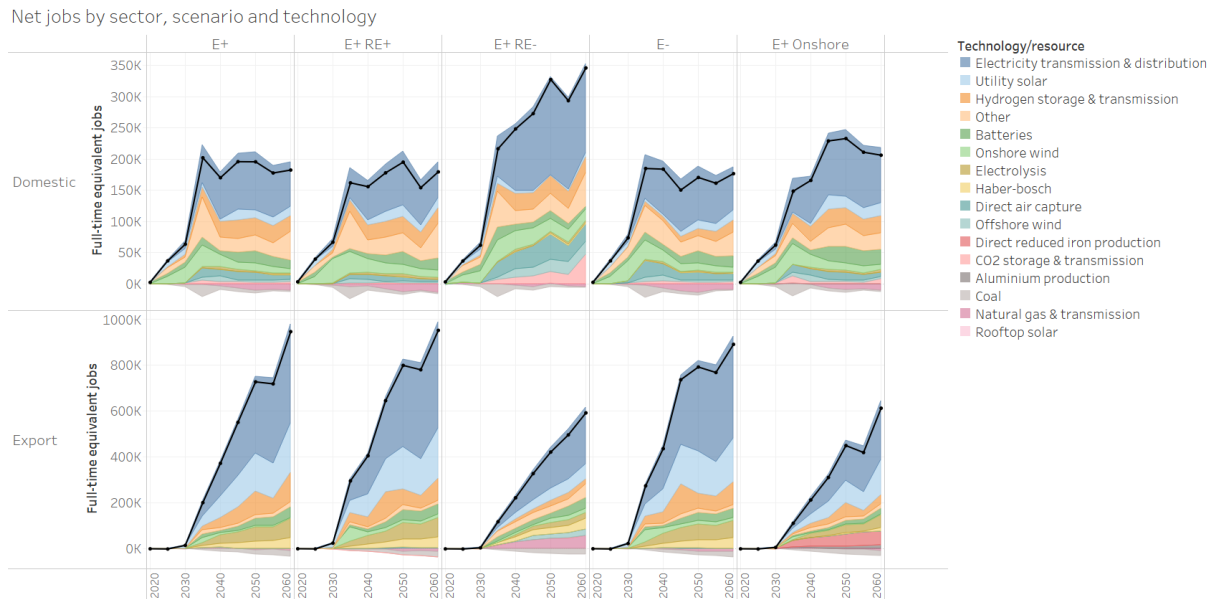 Net jobs by sector, scenario and technology
E+ E+ RE+ E+ RE- E- E+ Onshore
Domestic
Full-time equivalent jobs
350K
300K
250K
200K
150K
100K
50K
0K
Export
Full-time equivalent jobs
1000K
800K
600K
400K
200K
0K
2020 2030 2040 2050 2060 2020 2030 2040 2050 2060 2020 2030 2040 2050 2060 2020 2030 2040 2050 2060 2020 2030 2040 2050 2060
Technology/resource
Electricity transmission & distribution
Utility solar
Hydrogen storage & transmission
Other
Batteries
Onshore wind
Electrolysis
Haber-bosch
Direct air capture
Offshore wind
Direct reduced iron production
CO2 storage & transmission
Aluminium production
Coal
Natural gas & transmission
Rooftop solar